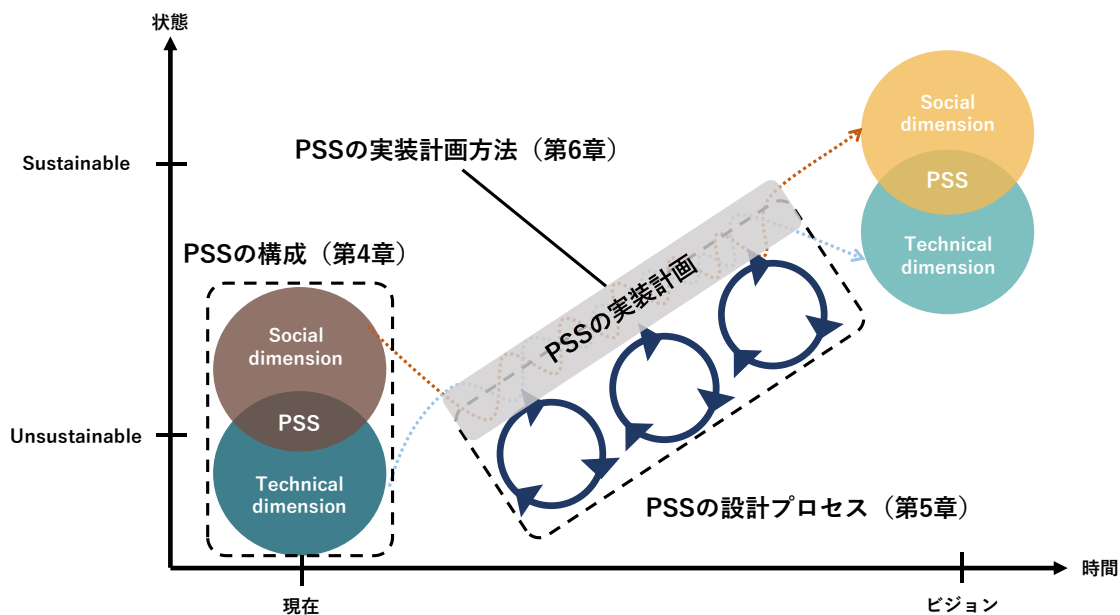 状態
Sustainable
Unsustainable
PSSの実装計画方法（第6章）
PSSの構成（第4章）
Social
dimension
PSS
Technical
dimension
PSSの実装計画
Social
dimension
PSS
Technical
dimension
PSSの設計プロセス（第5章）
現在
ビジョン
時間